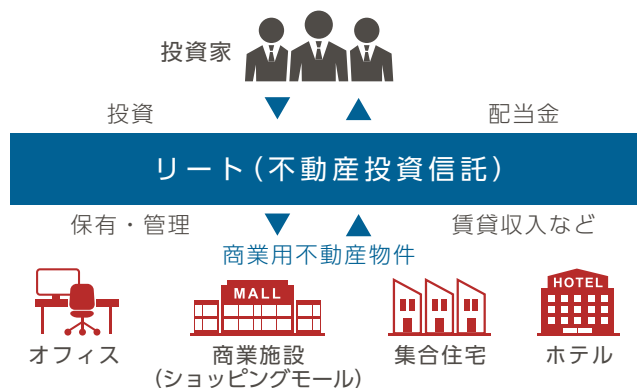 投資家
投資
配当金
リート(不動産投資信託)
保有・管理
賃貸収入など
商業用不動産物件
MALL
HOTEL
オフィス
商業施設
(ショッピングモール)
集合住宅
ホテル